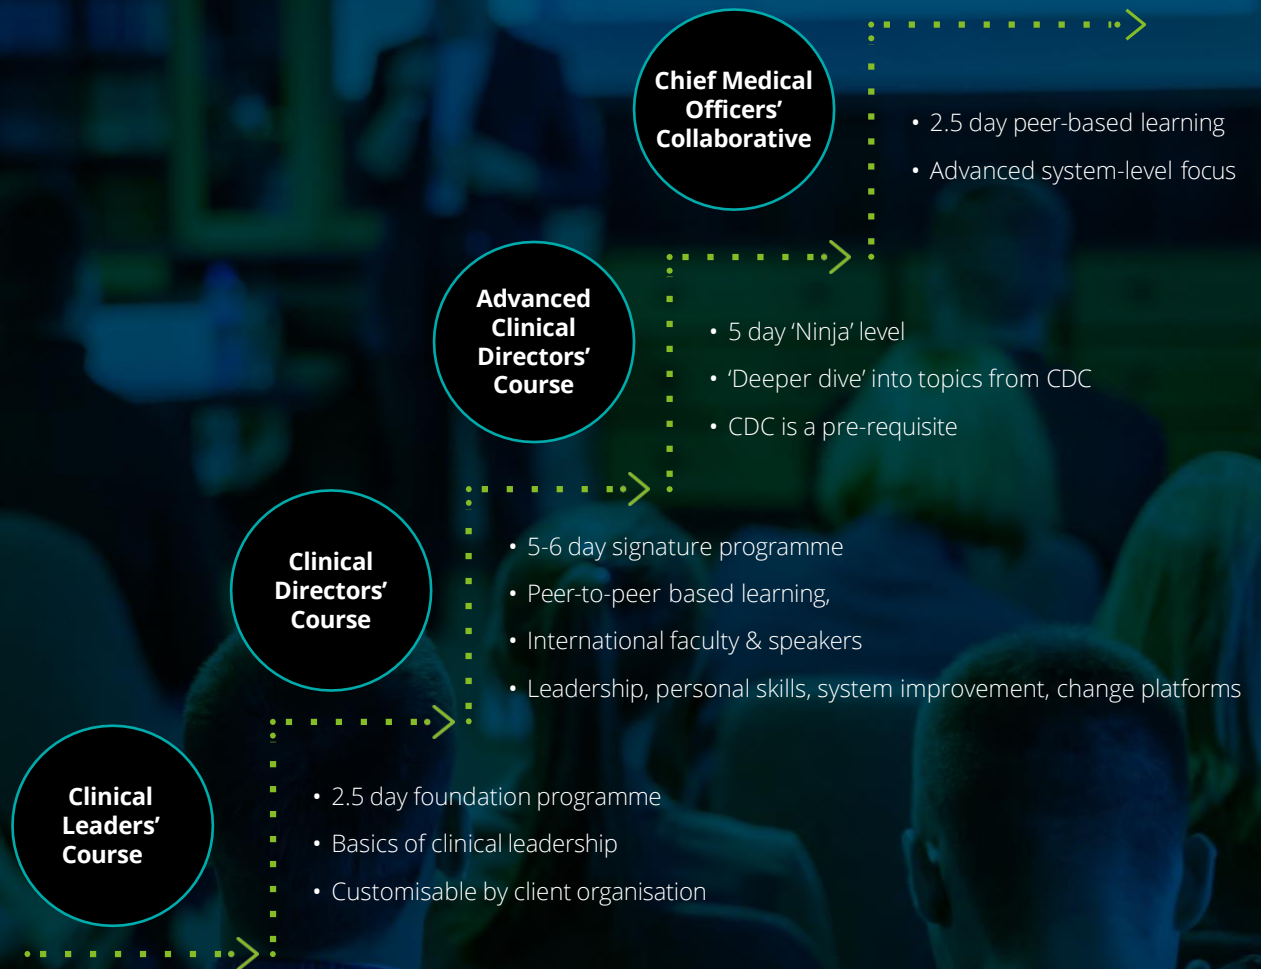 Chief Medical
Officers’
Collaborative
• 2.5 day peer-based learning
• Advanced system-level focus
Advanced
Clinical
Directors’
Course
• 5 day ‘Ninja’ level
• ‘Deeper dive’ into topics from CDC
• CDC is a pre-requisite
Clinical
Directors’
Course
• 5-6 day signature programme
• Peer-to-peer based learning,
• International faculty & speakers
• Leadership, personal skills, system improvement, change platforms
Clinical
Leaders’
Course
• 2.5 day foundation programme
• Basics of clinical leadership
• Customisable by client organisation